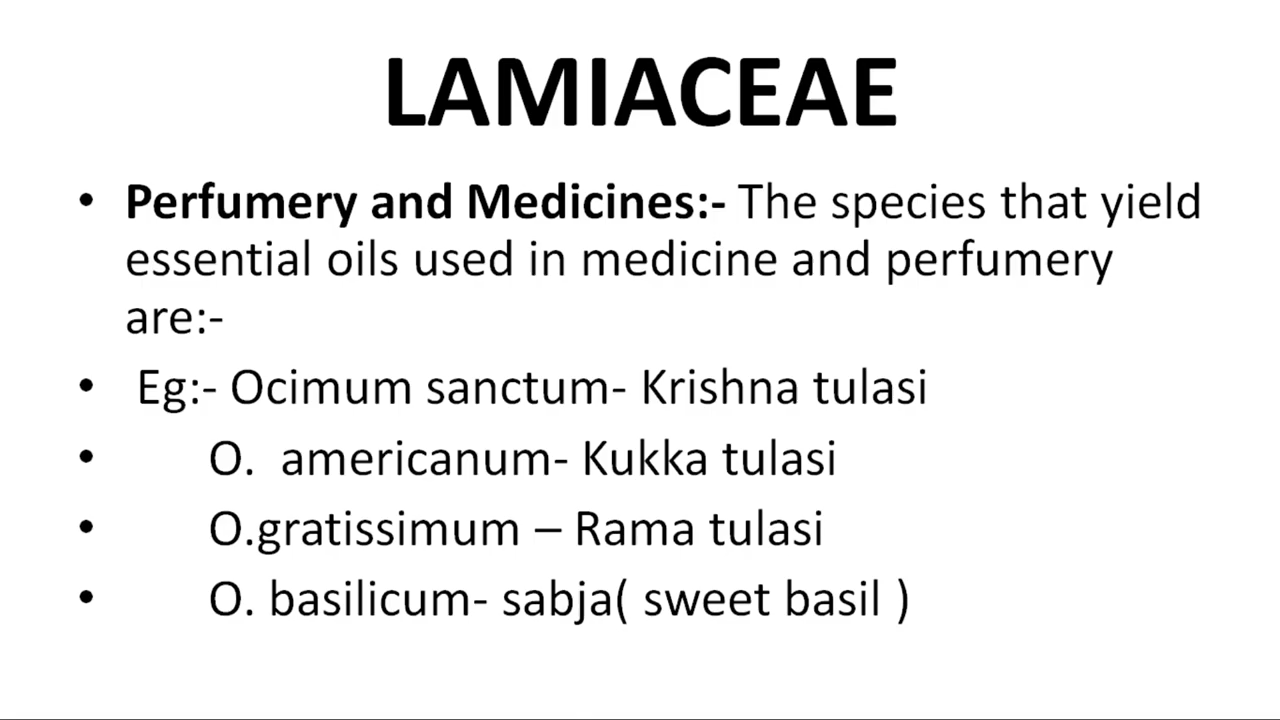 LAMIACEAE
• Perfumery and Medicines:- The species that yield
essential oils used in medicine and perfumery
are:-
• Eg:- Ocimum sanctum- Krishna tulasi
• O. americanum- Kukka tulasi
• O.gratissimum – Rama tulasi
• O. basilicum- sabja( sweet basil )